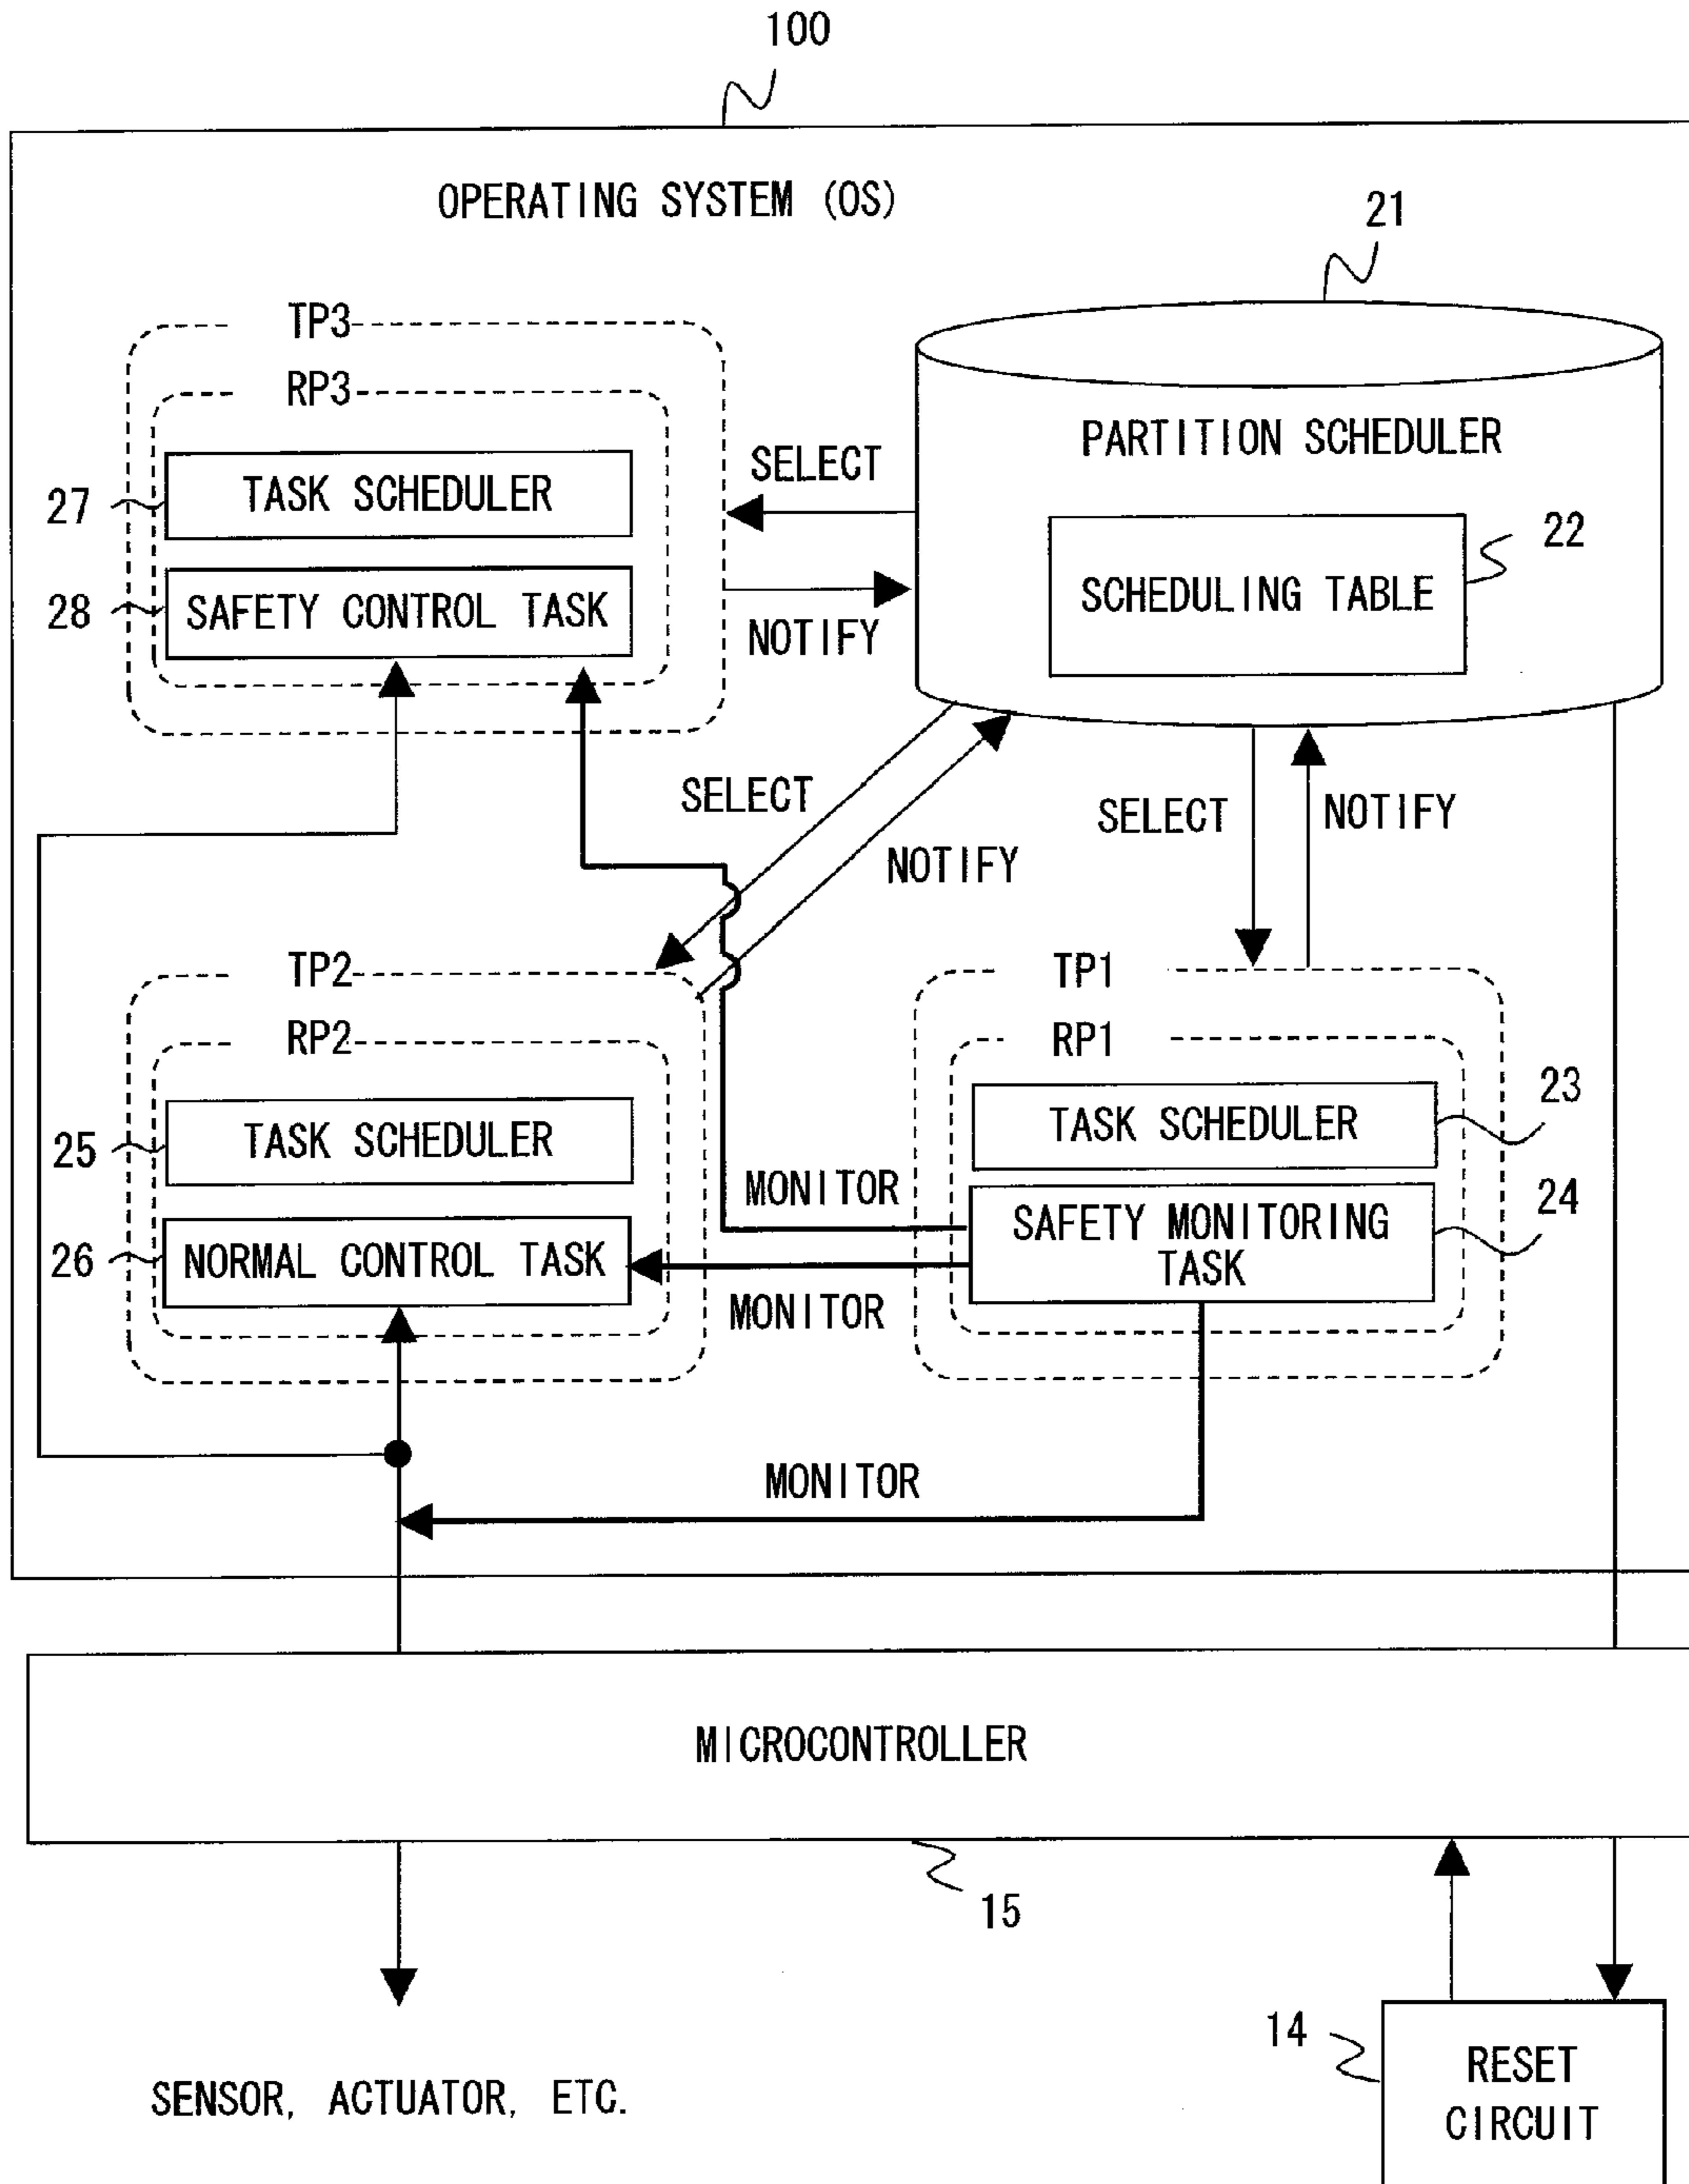 100
OPERATING SYSTEM (OS)
21
TP3
RP3
PARTITION SCHEDULER
SELECT
27
TASK SCHEDULER
22
SCHEDULING TABLE
28
SAFETY CONTROL TASK
NOTIFY
SELECT
SELECT
NOTIFY
NOTIFY
TP2
TP1
RP2
RP1
23
TASK SCHEDULER
25
TASK SCHEDULER
MONITOR
24
SAFETY MONITORING
TASK
26
NORMAL CONTROL TASK
MONITOR
MONITOR
MICROCONTROLLER
15
14
RESET
CIRCUIT
SENSOR, ACTUATOR, ETC.